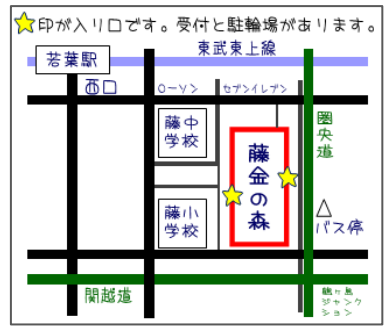 ☆印が入り口です。受付と駐輪場があります。
東武東上線
若葉駅
西口
ローソン
セブンイレブン
藤中
学校
圏央道
藤金の森
藤小
学校
バス停
関越道
鶴ヶ島
ジャンク
ション